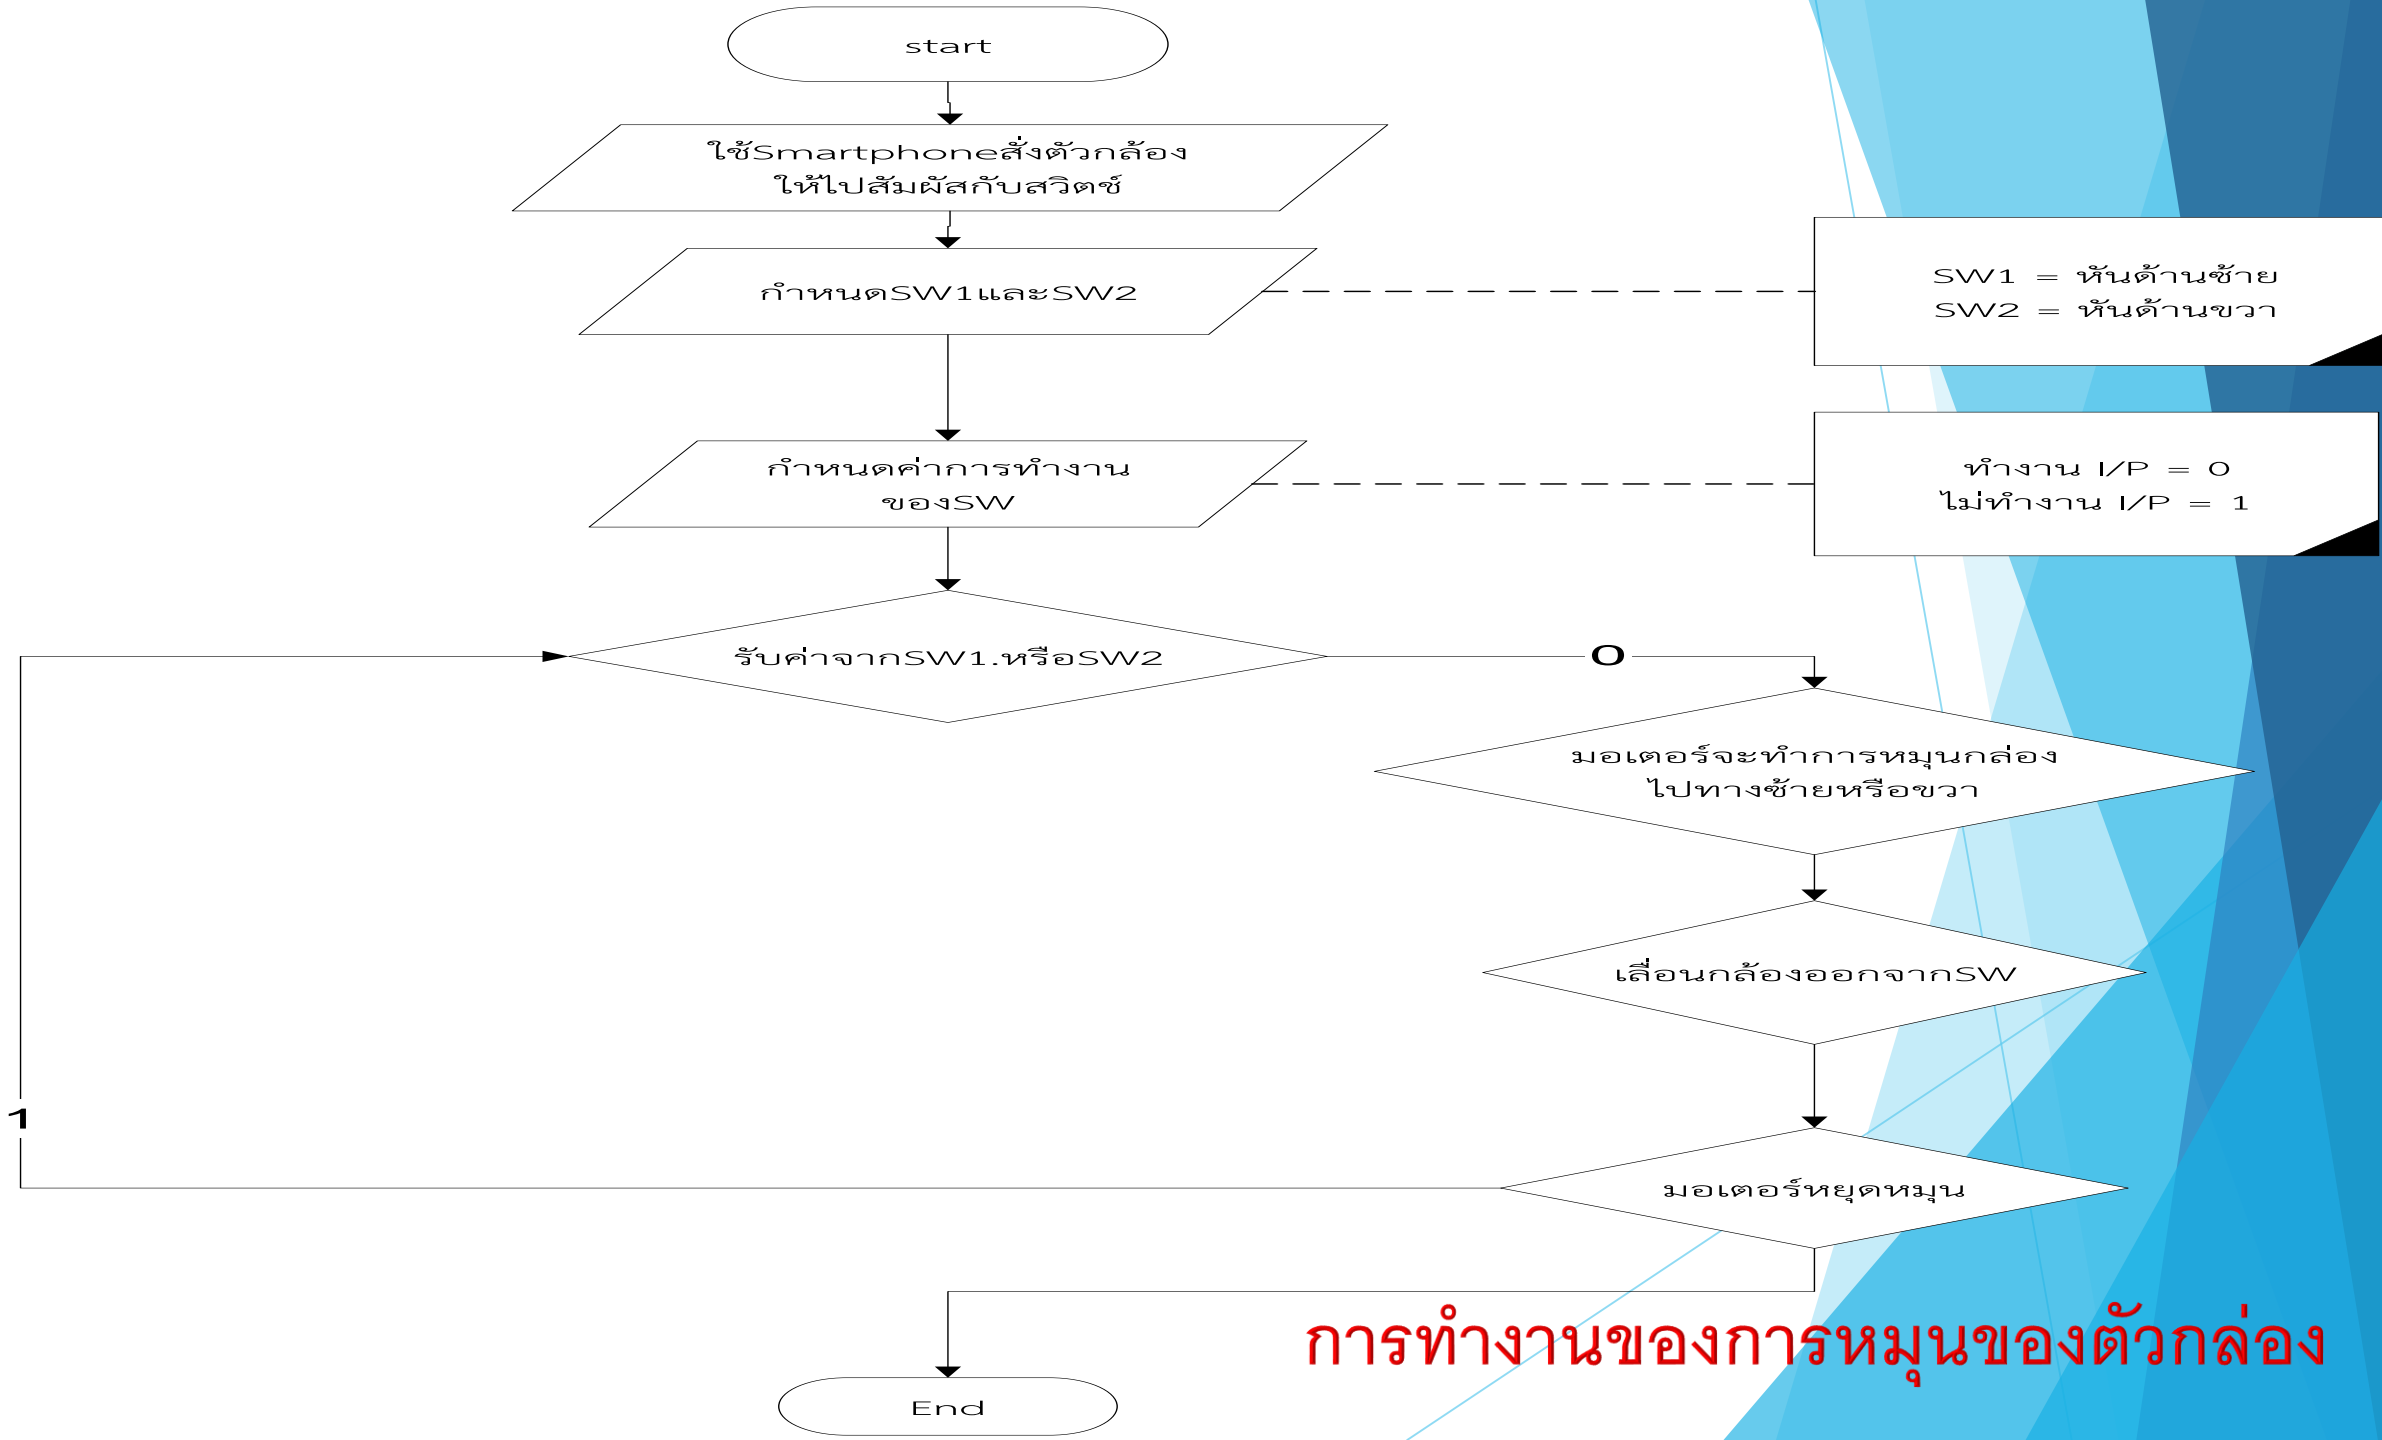 start
ใช้Smartphoneสั่งตัวกล้อง
ให้ไปสัมผัสกับสวิตช์
กำหนดSW1และSW2
SW1 = หันด้านซ้าย
SW2 = หันด้านขวา
กำหนดค่าการทำงาน
ของSW
ทำงาน I/P = 0
ไม่ทำงาน I/P = 1
รับค่าจากSW1.หรือSW2
0
มอเตอร์จะทำการหมุนกล่อง
ไปทางซ้ายหรือขวา
เลื่อนกล้องออกจากSW
1
มอเตอร์หยุดหมุน
การทำงานของการหมุนของตัวกล่อง
End